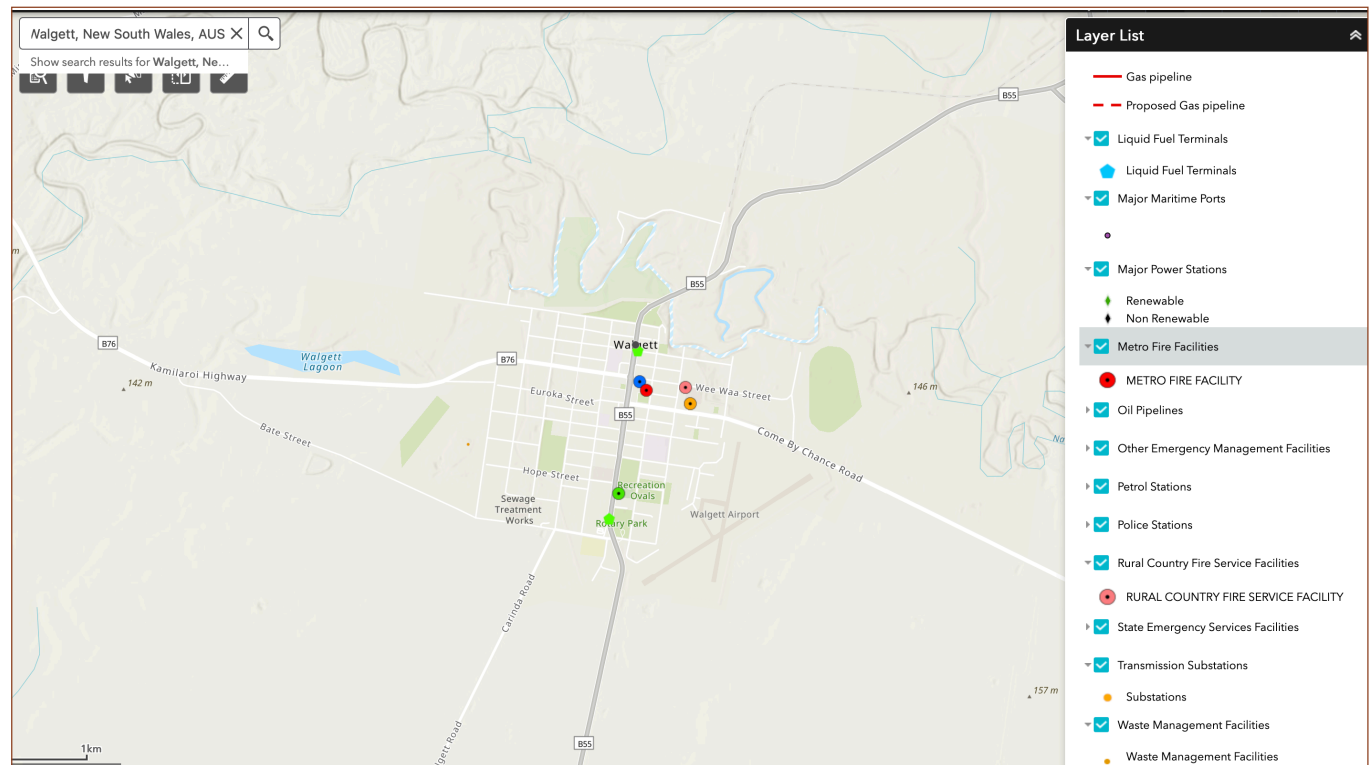 Walgett, New South Wales, AUS
Show search results for Walgett, Ne...
Layer List
Gas pipeline
Proposed Gas pipeline
Liquid Fuel Terminals
Liquid Fuel Terminals
Major Maritime Ports
Major Power Stations
Renewable
Non Renewable
Metro Fire Facilities
METRO FIRE FACILITY
Oil Pipelines
Other Emergency Management Facilities
Petrol Stations
Police Stations
Rural Country Fire Service Facilities
RURAL COUNTRY FIRE SERVICE FACILITY
State Emergency Services Facilities
Transmission Substations
Substations
Waste Management Facilities
Waste Management Facilities
B55
m
B55
B76
Walgett
Walgett
Lagoon
B76
Kamilaroi Highway
142 m
Euroka Street
Wee Waa Street
146 m
B55
Bate Street
Come By Chance Road
Na
Hope Street
Recreation
Ovals
Sewage
Treatment
Works
Rotary Park
Walgett Airport
Carinda Road
157 m
lgett Road
B55
1km